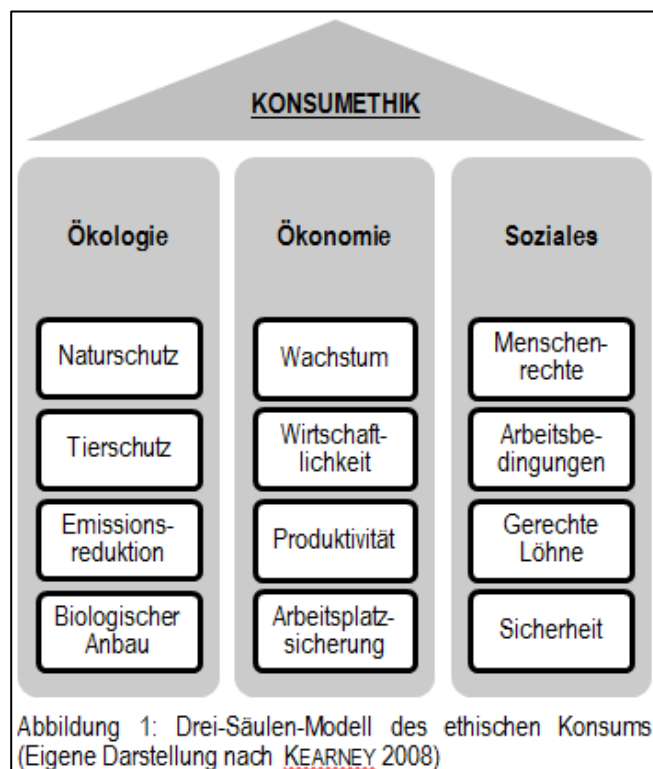 KONSUMETHIK
Ökologie
Naturschutz
Tierschutz
Emissions-
reduktion
Biologischer
Anbau
Ökonomie
Wachstum
Wirtschaft-
lichkeit
Produktivität
Arbeitsplatz-
sicherung
Soziales
Menschen-
rechte
Arbeitsbe-
dingungen
Gerechte
Löhne
Sicherheit
Abbildung 1: Drei-Säulen-Modell des ethischen Konsums
(Eigene Darstellung nach KEARNEY 2008)